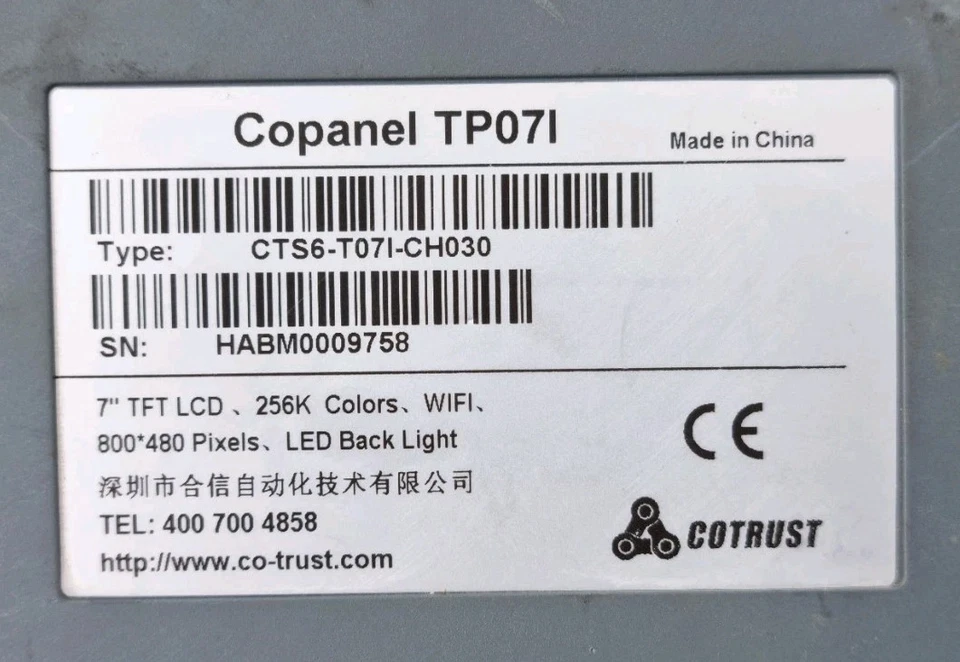 Copanel TP07I
Made in China
Type: CTS6-T07I-CH030
SN: HABM0009758
7" TFT LCD 、256K Colors、WIFI、
800*480 Pixels、LED Back Light
CE
深圳市合信自动化技术有限公司
TEL: 400 700 4858
http://www.co-trust.com
COTRUST